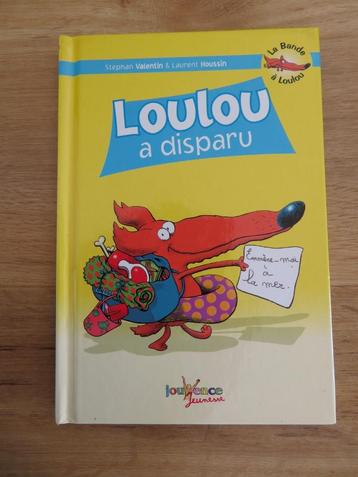 Stephan Valentin & Laurent Houssin
La Bande
à Loulou
Loulou
a disparu
Emmène-moi
à
la mer.
Jouvence
Jeunesse